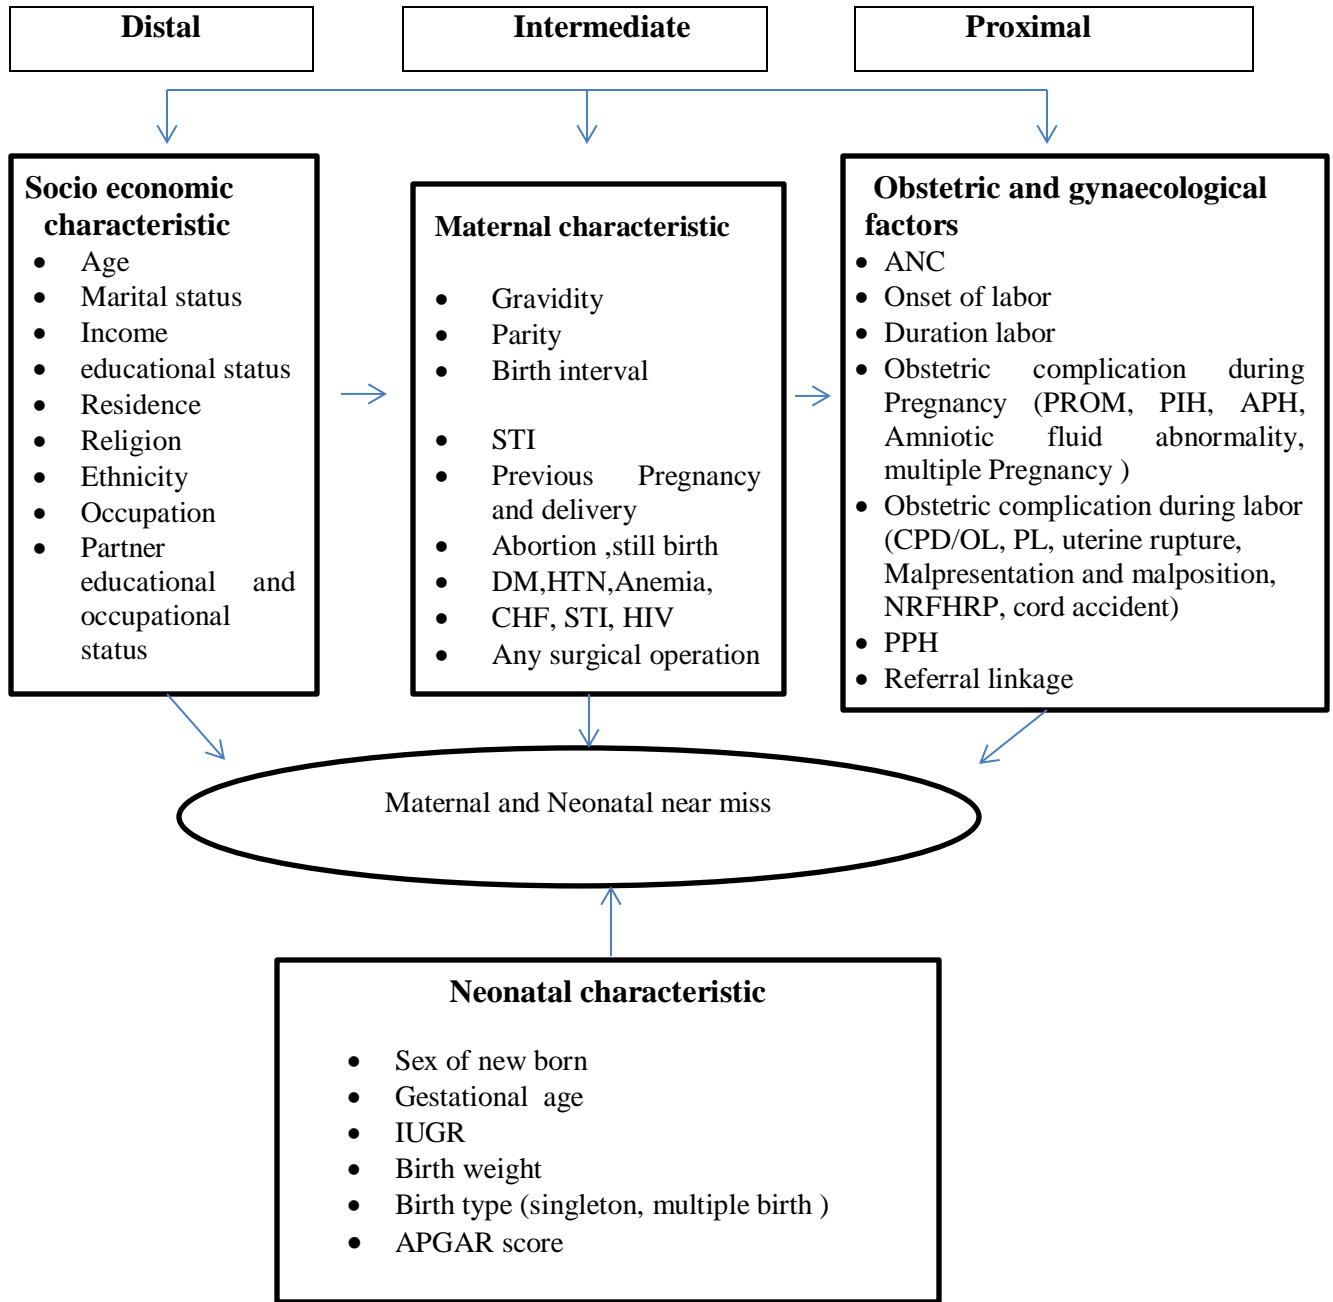 Distal
Intermediate
Proximal
Socio economic
characteristic
• Age
• Marital status
• Income
• educational status
• Residence
• Religion
• Ethnicity
• Occupation
• Partner
educational and
occupational
status
Maternal characteristic
• Gravidity
• Parity
• Birth interval
• STI
• Previous Pregnancy
and delivery
• Abortion ,still birth
• DM,HTN,Anemia,
• CHF, STI, HIV
• Any surgical operation
Obstetric and gynaecological
factors
• ANC
• Onset of labor
• Duration labor
• Obstetric complication during
Pregnancy (PROM, PIH, APH,
Amniotic fluid abnormality,
multiple Pregnancy )
• Obstetric complication during labor
(CPD/OL, PL, uterine rupture,
Malpresentation and malposition,
NRFHRP, cord accident)
• PPH
• Referral linkage
Maternal and Neonatal near miss
Neonatal characteristic
• Sex of new born
• Gestational age
• IUGR
• Birth weight
• Birth type (singleton, multiple birth )
• APGAR score